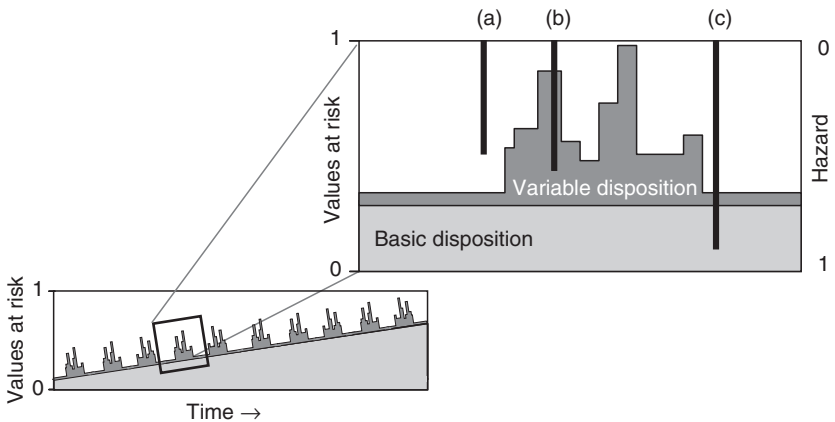 (a) (b) (c)
1 0
Values at risk
Hazard
Variable disposition
Basic disposition
0 1
1
Values at risk
0
Time →